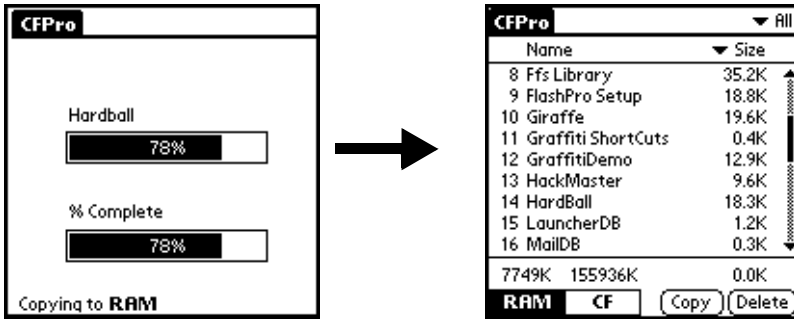 CFPro
Hardball
78%
% Complete
78%
Copying to RAM
CFPro All
Name Size
8 Ffs Library 35.2K
9 FlashPro Setup 18.8K
10 Giraffe 19.6K
11 Graffiti ShortCuts 0.4K
12 GraffitiDemo 12.9K
13 HackMaster 9.6K
14 HardBall 18.3K
15 LauncherDB 1.2K
16 MailDB 0.3K
7749K 155936K 0.0K
RAM CF Copy Delete